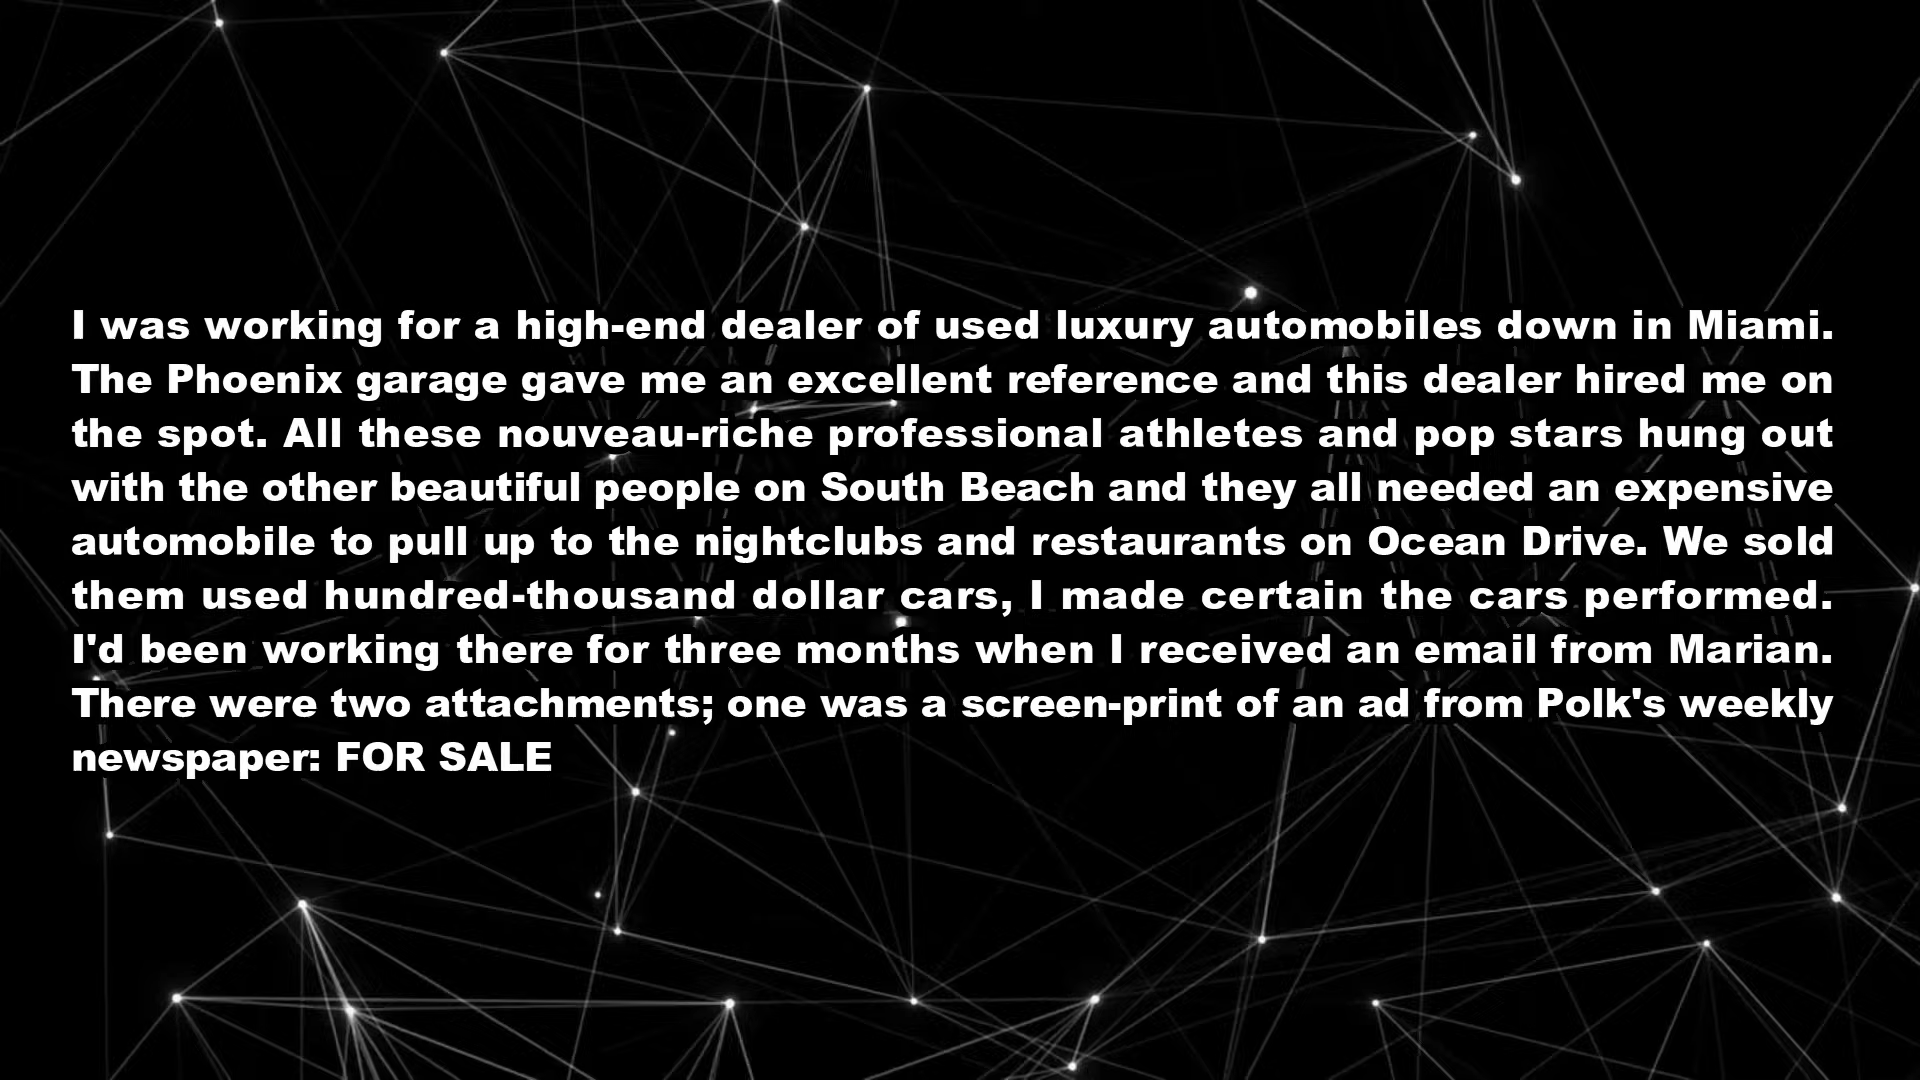 I was working for a high-end dealer of used luxury automobiles down in Miami.
The Phoenix garage gave me an excellent reference and this dealer hired me on
the spot. All these nouveau-riche professional athletes and pop stars hung out
with the other beautiful people on South Beach and they all needed an expensive
automobile to pull up to the nightclubs and restaurants on Ocean Drive. We sold
them used hundred-thousand dollar cars, I made certain the cars performed.
I'd been working there for three months when I received an email from Marian.
There were two attachments; one was a screen-print of an ad from Polk's weekly
newspaper: FOR SALE